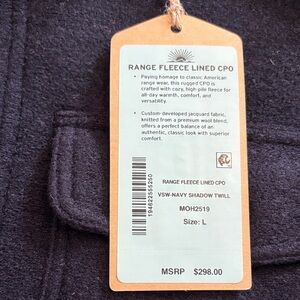 RANGE FLEECE LINED CPO
• Paying homage to classic American
range wear, this rugged CPO is
crafted with cozy, high-pile fleece for
all-day warmth, comfort, and
versatility.
• Custom-developed jacquard fabric,
knitted from a premium wool blend,
offers a perfect balance of an
authentic, classic look with superior
comfort.
194622555250
RANGE FLEECE LINED CPO
VSW-NAVY SHADOW TWILL
MOH2519
Size: L
MSRP $298.00